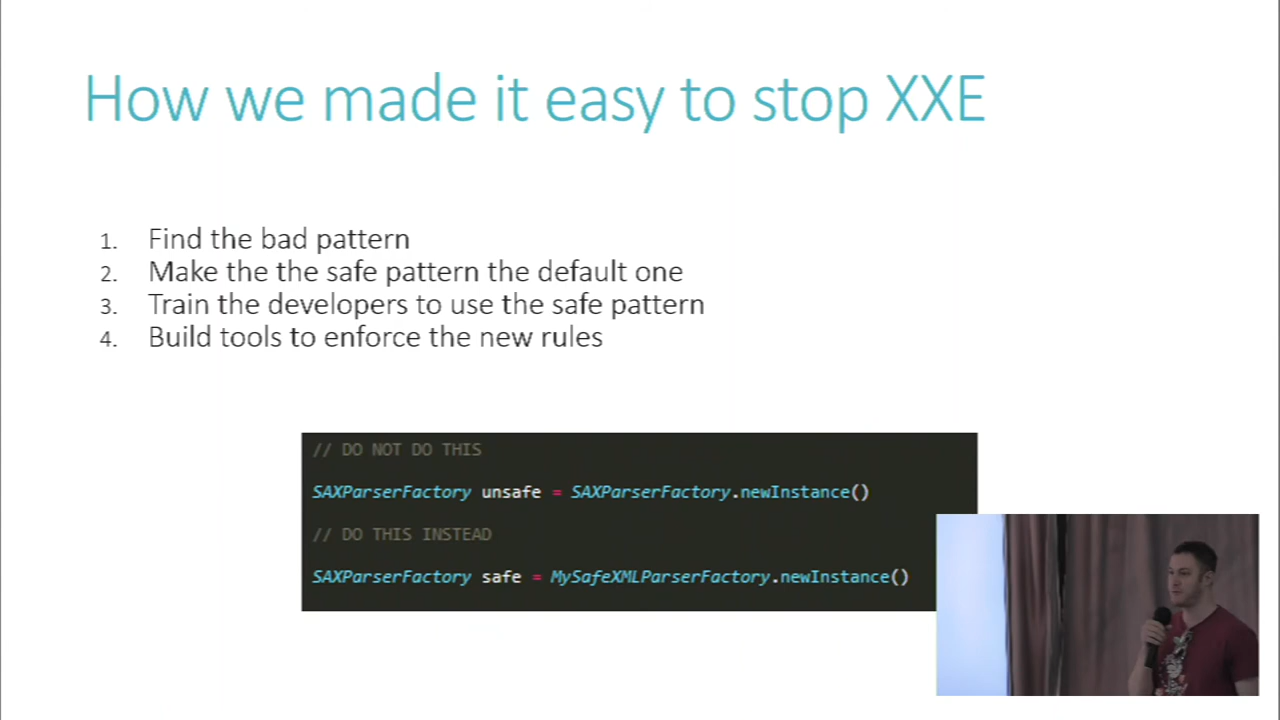 How we made it easy to stop XXE
1. Find the bad pattern
2. Make the the safe pattern the default one
3. Train the developers to use the safe pattern
4. Build tools to enforce the new rules
// DO NOT DO THIS
SAXParserFactory unsafe = SAXParserFactory.newInstance()
// DO THIS INSTEAD
SAXParserFactory safe = MySafeXMLParserFactory.newInstance()